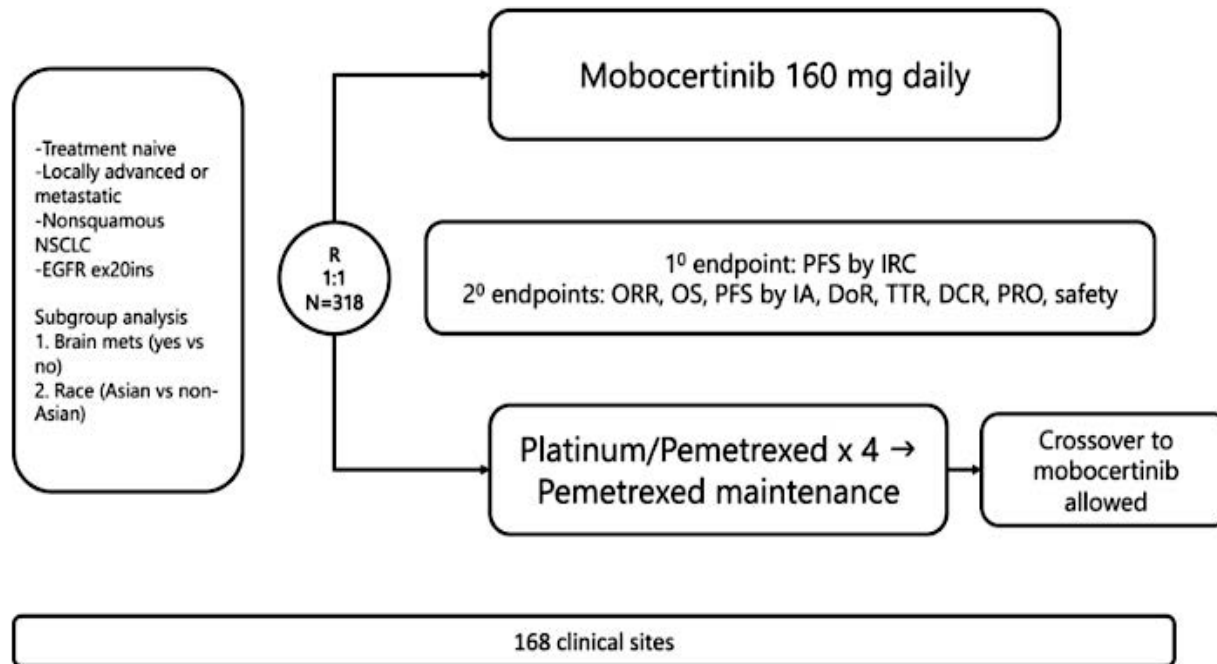 -Treatment naive
-Locally advanced or
metastatic
-Nonsquamous
NSCLC
-EGFR ex20ins
Subgroup analysis
1. Brain mets (yes vs
no)
2. Race (Asian vs non-
Asian)
R
1:1
N=318
Mobocertinib 160 mg daily
1⁰ endpoint: PFS by IRC
2⁰ endpoints: ORR, OS, PFS by IA, DoR, TTR, DCR, PRO, safety
Platinum/Pemetrexed x 4 →
Pemetrexed maintenance
Crossover to
mobocertinib
allowed
168 clinical sites